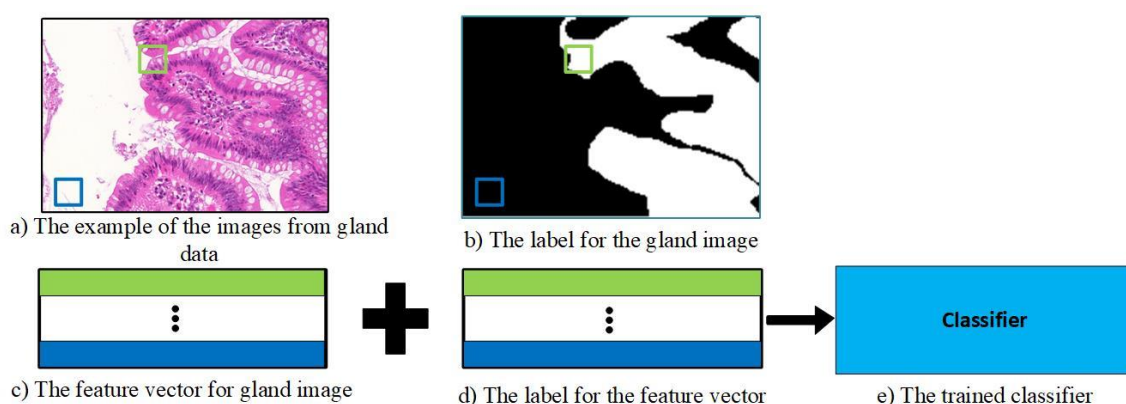 a) The example of the images from gland
data
b) The label for the gland image
Classifier
c) The feature vector for gland image
d) The label for the feature vector
e) The trained classifier